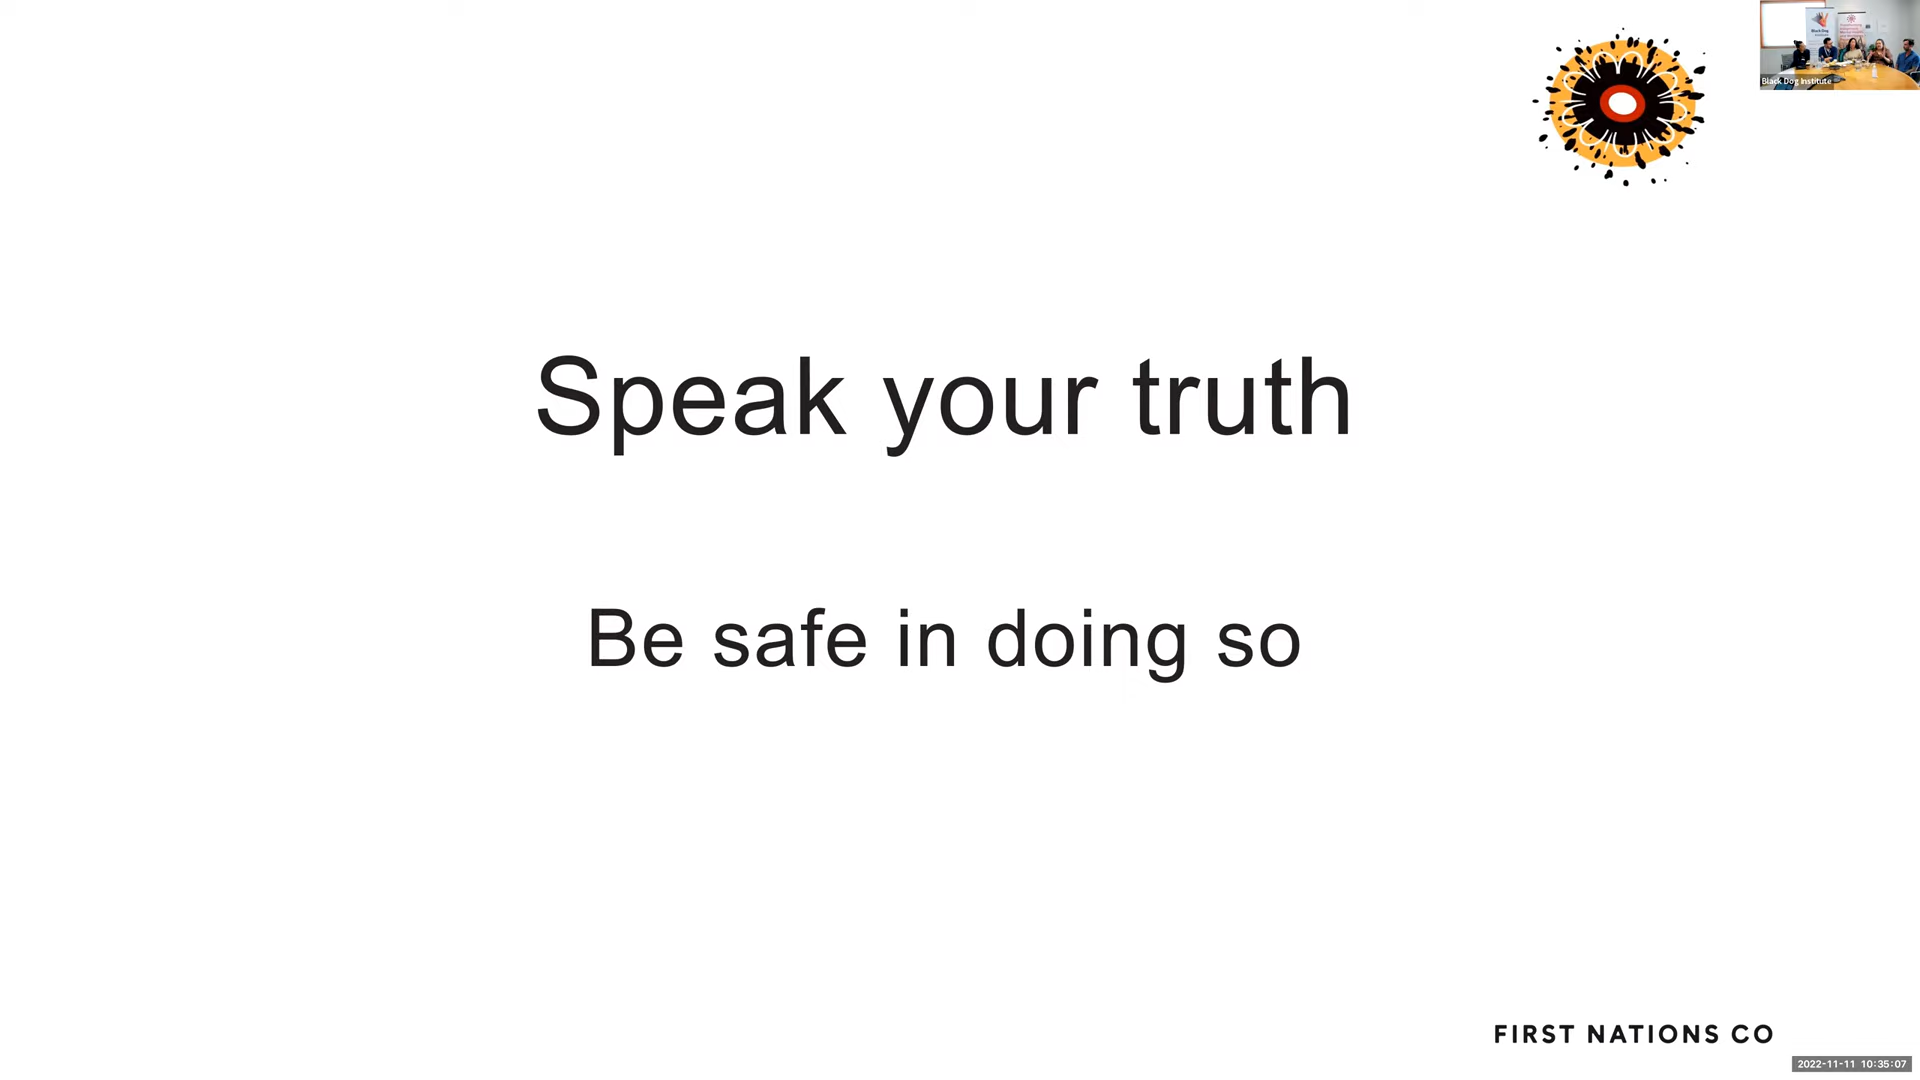 Speak your truth
Be safe in doing so
Black Dog Institute
FIRST NATIONS CO
2022-11-11 10:35:07